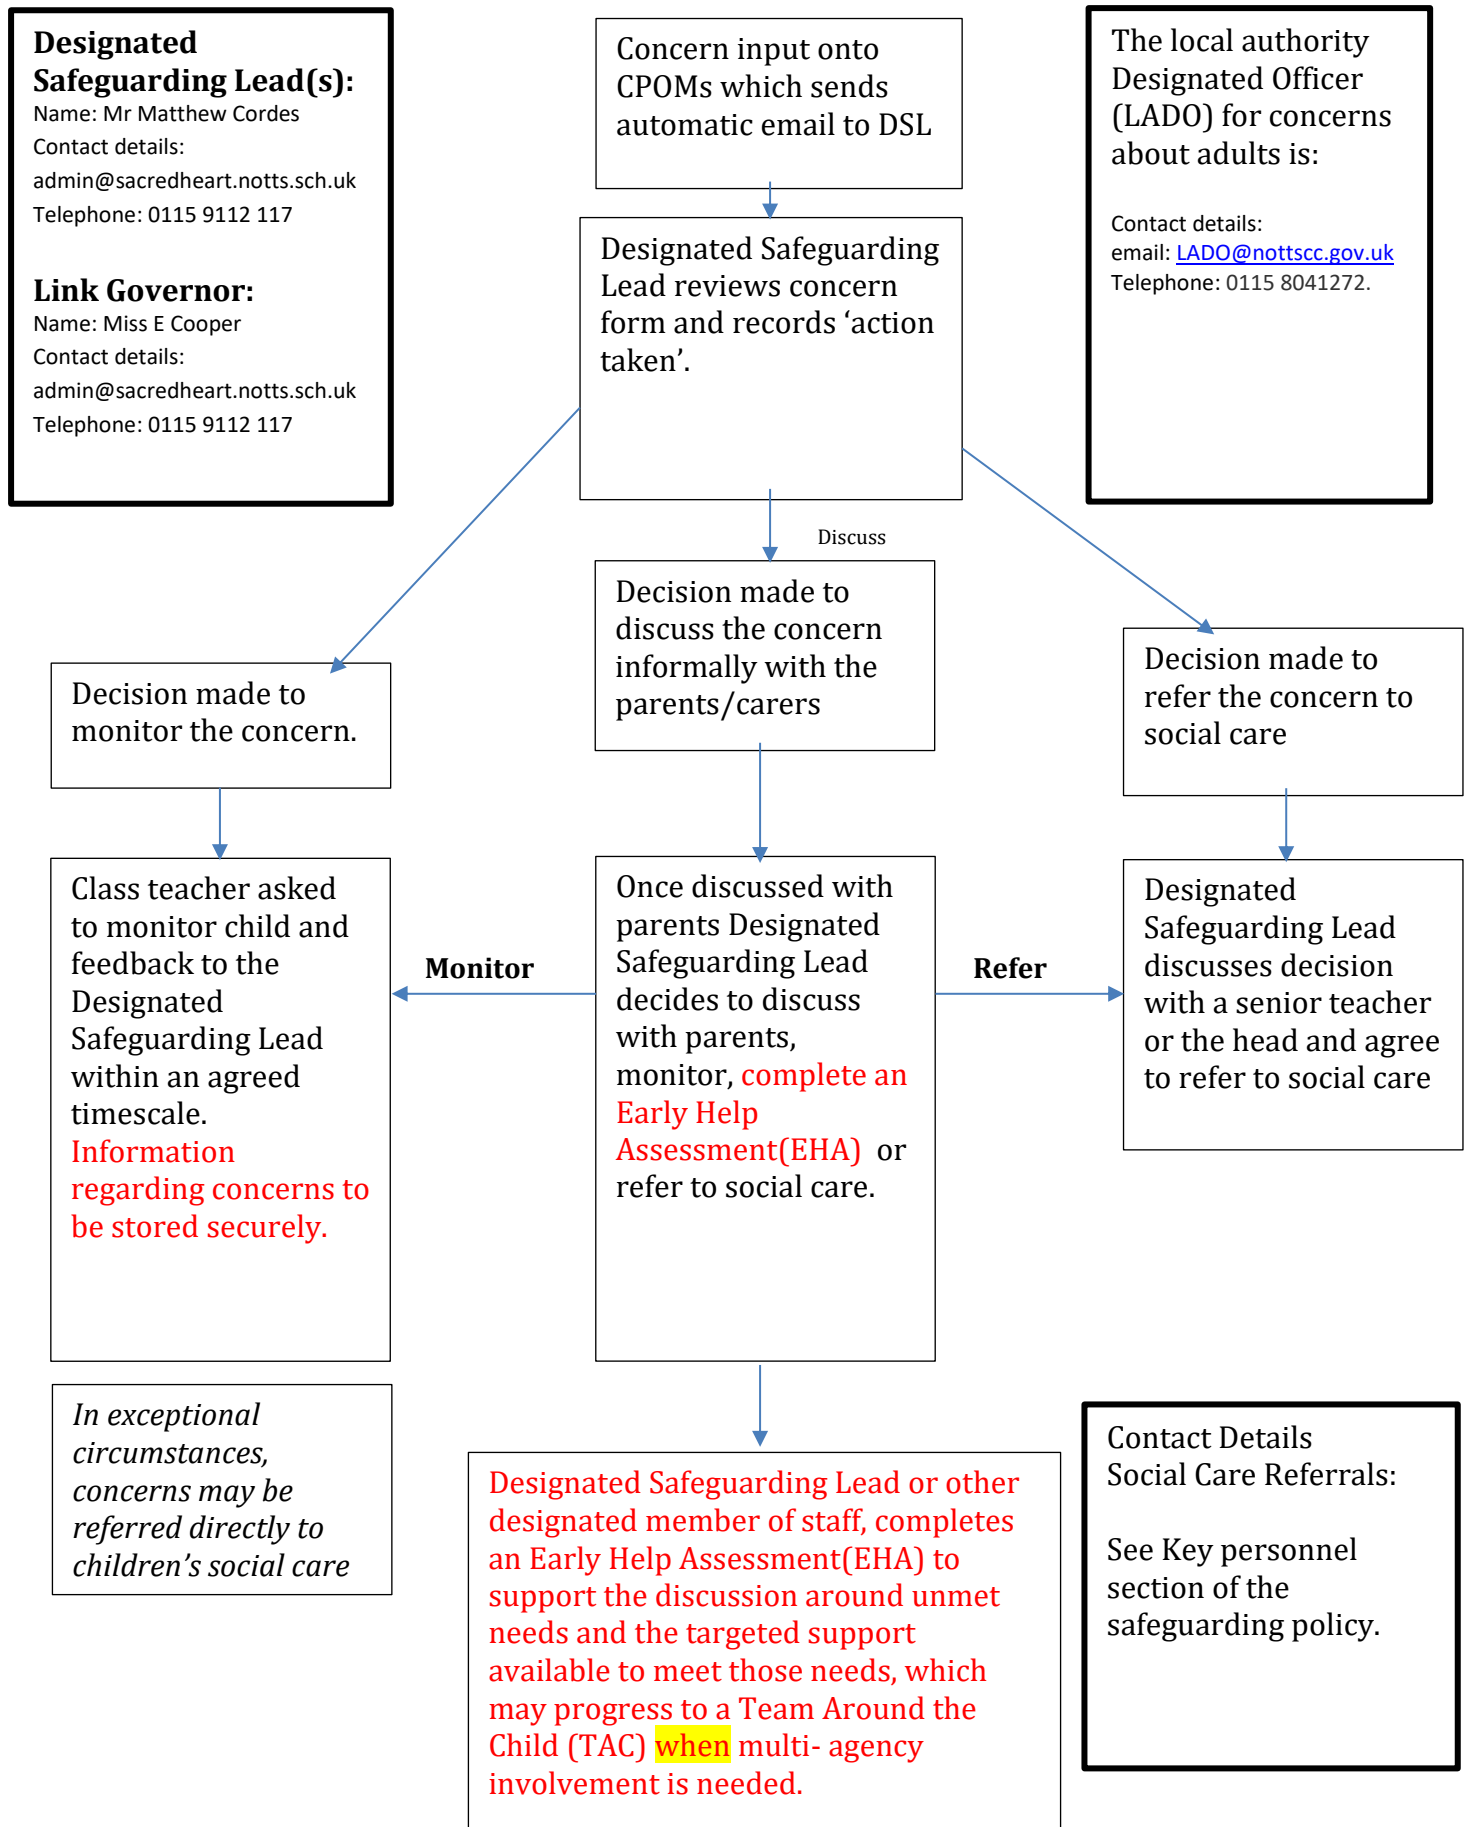 Designated
Safeguarding Lead(s):
Name: Mr Matthew Cordes
Contact details:
admin@sacredheart.notts.sch.uk
Telephone: 0115 9112 117
Link Governor:
Name: Miss E Cooper
Contact details:
admin@sacredheart.notts.sch.uk
Telephone: 0115 9112 117
Concern input onto
CPOMs which sends
automatic email to DSL
The local authority
Designated Officer
(LADO) for concerns
about adults is:
Contact details:
email: LADO@nottscc.gov.uk
Telephone: 0115 8041272.
Designated Safeguarding
Lead reviews concern
form and records ‘action
taken’.
Discuss
Decision made to
monitor the concern.
Decision made to
discuss the concern
informally with the
parents/carers
Decision made to
refer the concern to
social care
Class teacher asked
to monitor child and
feedback to the
Designated
Safeguarding Lead
within an agreed
timescale.
Information
regarding concerns to
be stored securely.
Monitor
Once discussed with
parents Designated
Safeguarding Lead
decides to discuss
with parents,
monitor, complete an
Early Help
Assessment(EHA) or
refer to social care.
Refer
Designated
Safeguarding Lead
discusses decision
with a senior teacher
or the head and agree
to refer to social care
In exceptional
circumstances,
concerns may be
referred directly to
children’s social care
Designated Safeguarding Lead or other
designated member of staff, completes
an Early Help Assessment(EHA) to
support the discussion around unmet
needs and the targeted support
available to meet those needs, which
may progress to a Team Around the
Child (TAC) when multi- agency
involvement is needed.
Contact Details
Social Care Referrals:
See Key personnel
section of the
safeguarding policy.